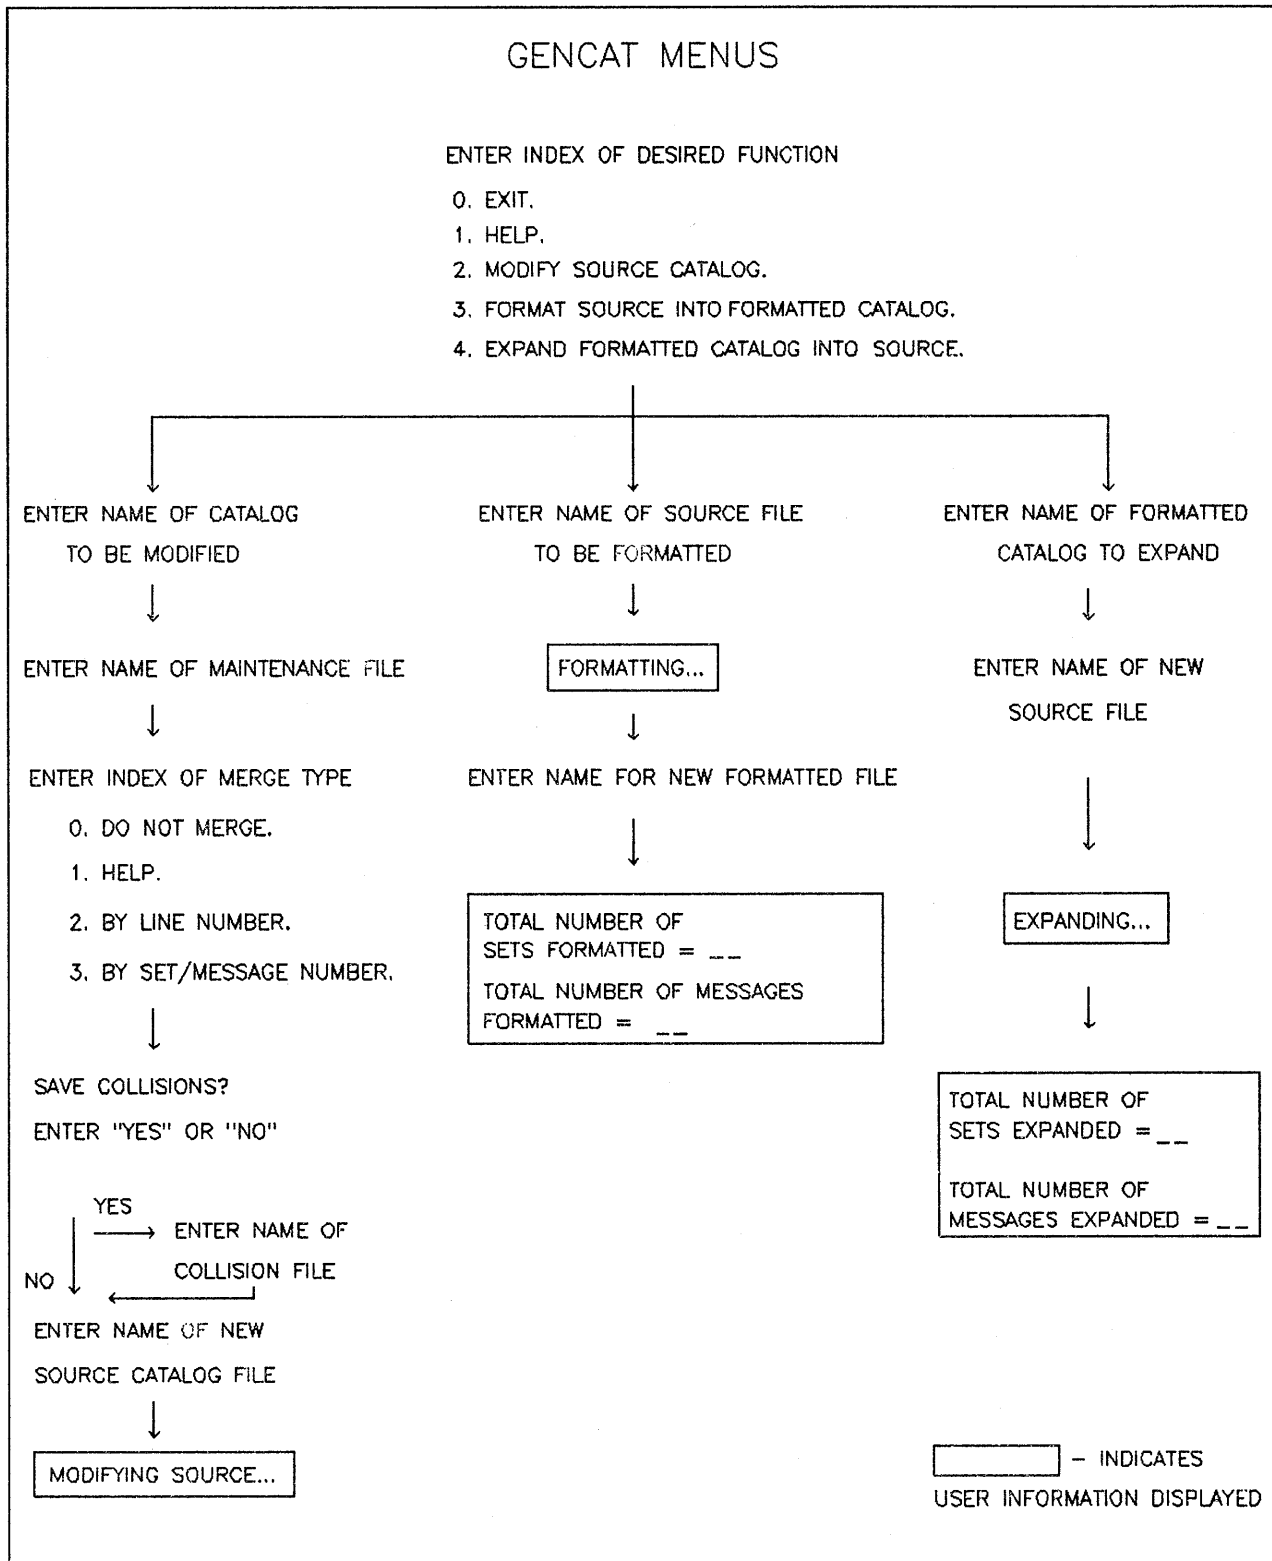 GENCAT MENUS
ENTER INDEX OF DESIRED FUNCTION
0. EXIT.
1. HELP.
2. MODIFY SOURCE CATALOG.
3. FORMAT SOURCE INTO FORMATTED CATALOG.
4. EXPAND FORMATTED CATALOG INTO SOURCE.
ENTER NAME OF CATALOG
TO BE MODIFIED
ENTER NAME OF MAINTENANCE FILE
ENTER INDEX OF MERGE TYPE
0. DO NOT MERGE.
1. HELP.
2. BY LINE NUMBER.
3. BY SET/MESSAGE NUMBER.
SAVE COLLISIONS?
ENTER "YES" OR "NO"
YES
ENTER NAME OF
COLLISION FILE
NO
ENTER NAME OF NEW
SOURCE CATALOG FILE
MODIFYING SOURCE...
ENTER NAME OF SOURCE FILE
TO BE FORMATTED
FORMATTING...
ENTER NAME FOR NEW FORMATTED FILE
TOTAL NUMBER OF
SETS FORMATTED = _ _
TOTAL NUMBER OF MESSAGES
FORMATTED = _ _
ENTER NAME OF FORMATTED
CATALOG TO EXPAND
ENTER NAME OF NEW
SOURCE FILE
EXPANDING...
TOTAL NUMBER OF
SETS EXPANDED = _ _
TOTAL NUMBER OF
MESSAGES EXPANDED = _ _
– INDICATES
USER INFORMATION DISPLAYED